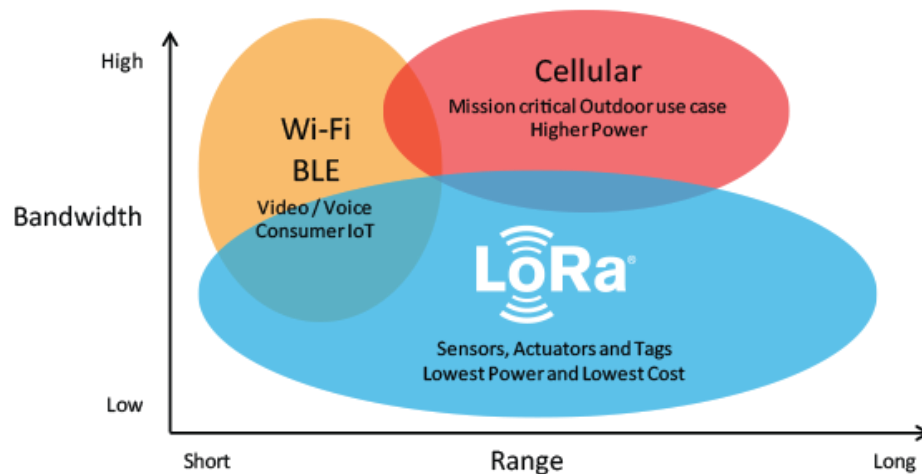 High
Bandwidth
Low
Wi-Fi
BLE
Video / Voice
Consumer IoT
Cellular
Mission critical Outdoor use case
Higher Power
LoRa®
Sensors, Actuators and Tags
Lowest Power and Lowest Cost
Short
Range
Long